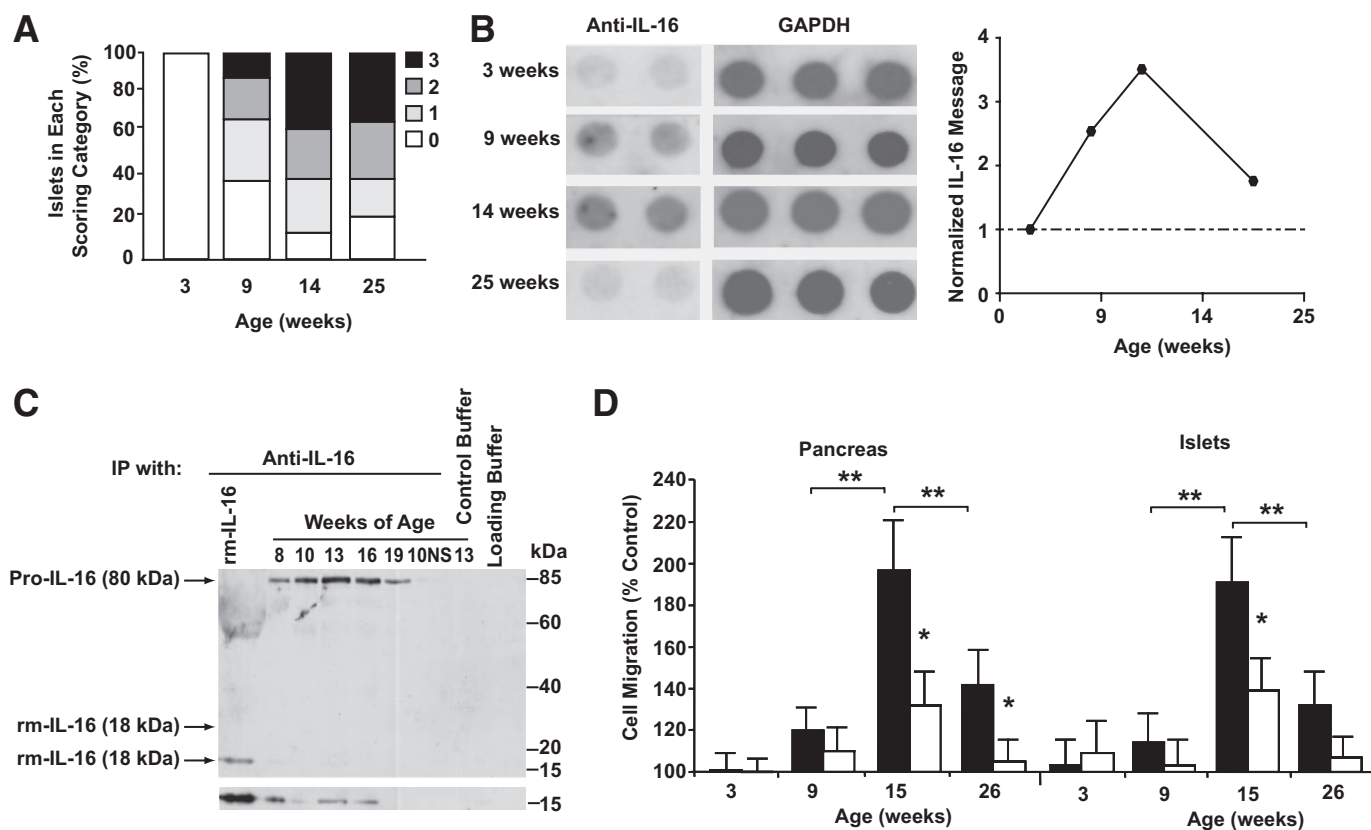 A
Islets in Each
Scoring Category (%)
100
80
60
40
20
0
3
2
1
0
3 9 14 25
Age (weeks)
B
Anti-IL-16 GAPDH
3 weeks
9 weeks
14 weeks
25 weeks
Normalized IL-16 Message
4
3
2
1
0
0 9 14 25
Age (weeks)
C
IP with:
Anti-IL-16
Control Buffer
Loading Buffer
rm-IL-16
Weeks of Age
8 10 13 16 19 10NS 13
kDa
Pro-IL-16 (80 kDa)
rm-IL-16 (18 kDa)
rm-IL-16 (18 kDa)
85
60
40
20
15
15
D
Pancreas
Islets
Cell Migration (% Control)
240
220
200
180
160
140
120
100
** **
* *
** **
*
3 9 15 26 3 9 15 26
Age (weeks) Age (weeks)